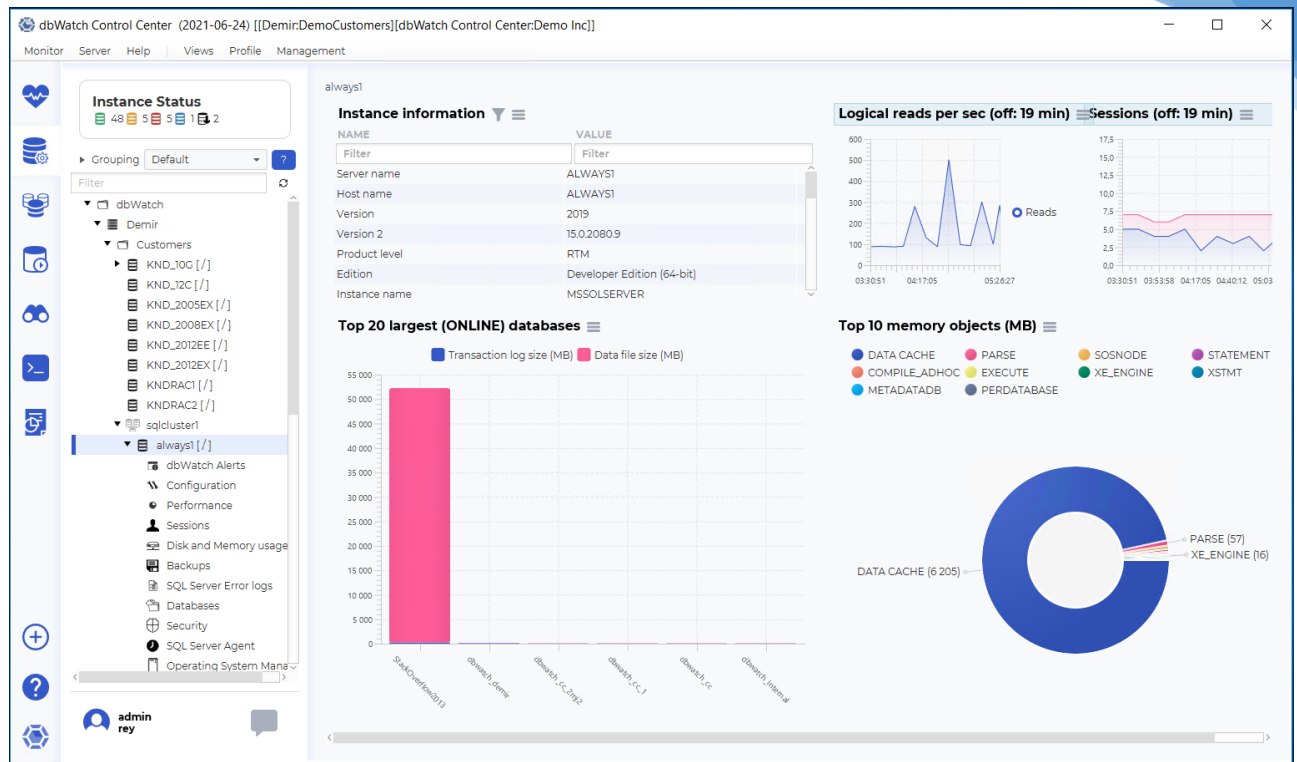 dbWatch Control Center (2021-06-24) [[Demir:DemoCustomers][dbWatch Control Center:Demo Inc]]
Monitor Server Help Views Profile Management
Instance Status
48 5 5 1 2
Grouping Default ?
Filter
dbWatch
Demir
Customers
KND_10G [/]
KND_12C [/]
KND_2005EX [/]
KND_2008EX [/]
KND_2012EE [/]
KND_2012EX [/]
KNDRAC1 [/]
KNDRAC2 [/]
sqlcluster1
always1 [/]
dbWatch Alerts
Configuration
Performance
Sessions
Disk and Memory usage
Backups
SQL Server Error logs
Databases
Security
SQL Server Agent
Operating System Mana
admin
rey
always1
Instance information
NAME VALUE
Filter Filter
Server name ALWAYS1
Host name ALWAYS1
Version 2019
Version 2 15.0.2080.9
Product level RTM
Edition Developer Edition (64-bit)
Instance name MSSQLSERVER
Logical reads per sec (off: 19 min)
600
500
400
300
200
100
0
03:30:51 04:17:05 05:26:27
Reads
Sessions (off: 19 min)
17,5
15,0
12,5
10,0
7,5
5,0
2,5
0,0
03:30:51 03:53:58 04:17:05 04:40:12 05:03
Top 20 largest (ONLINE) databases
Transaction log size (MB) Data file size (MB)
55 000
50 000
45 000
40 000
35 000
30 000
25 000
20 000
15 000
10 000
5 000
0
StackOverflow2013 dbwatch_demir dbwatch_cc_2mj2 dbwatch_cc_1 dbwatch_cc dbwatch_internal
Top 10 memory objects (MB)
DATA CACHE PARSE SOSNODE STATEMENT
COMPILE_ADHOC EXECUTE XE_ENGINE XSTMT
METADATADB PERDATABASE
PARSE (57)
XE_ENGINE (16)
DATA CACHE (6 205)